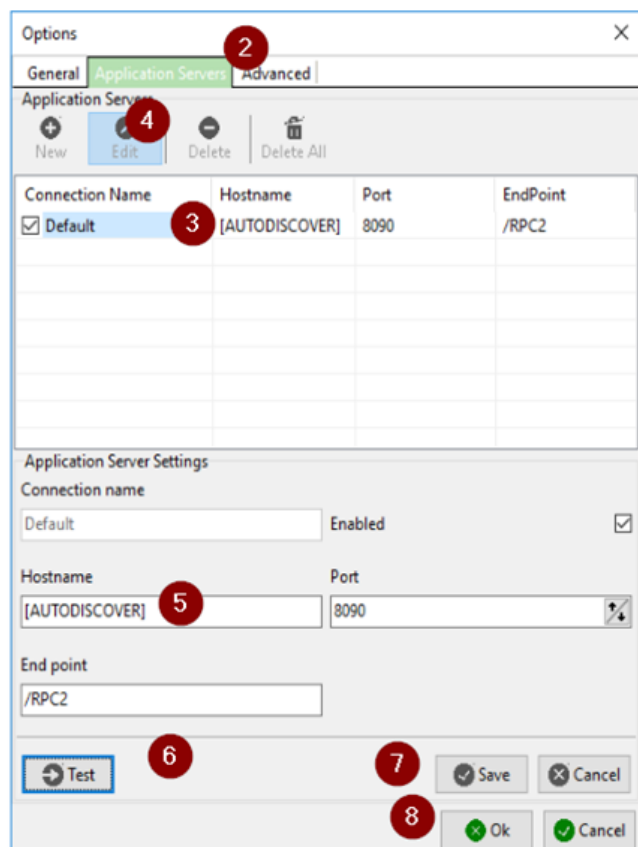 Options
2
General Application Servers Advanced
Application Servers
4
New Edit Delete Delete All
Connection Name Hostname Port EndPoint
Default 3 [AUTODISCOVER] 8090 /RPC2
Application Server Settings
Connection name
Default Enabled
Hostname Port
[AUTODISCOVER] 5 8090
End point
/RPC2
6
Test 7 Save Cancel
8 Ok Cancel